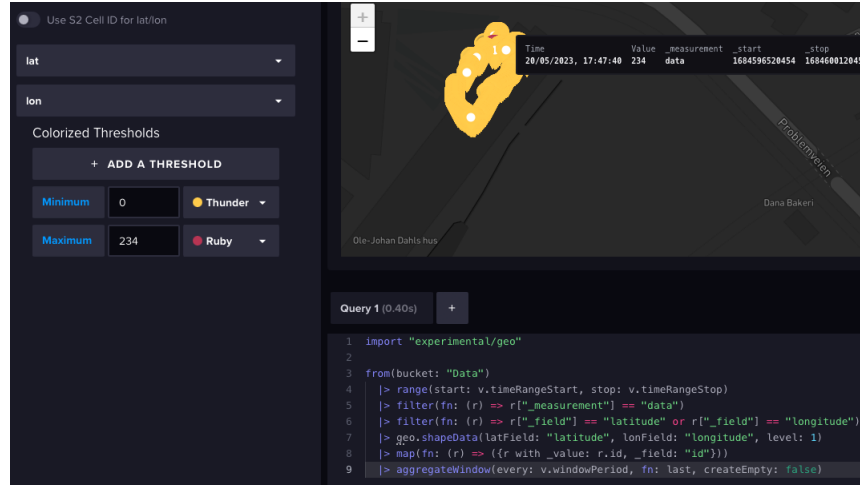 Use S2 Cell ID for lat/lon
lat
lon
Colorized Thresholds
+ ADD A THRESHOLD
Minimum 0 Thunder
Maximum 234 Ruby
+
−
1
Time Value _measurement _start _stop
20/05/2023, 17:47:40 234 data 1684596520454 168460012045
Problemveien
Dana Bakeri
Ole-Johan Dahls hus
Query 1 (0.40s) +
1 import "experimental/geo"
2
3 from(bucket: "Data")
4 |> range(start: v.timeRangeStart, stop: v.timeRangeStop)
5 |> filter(fn: (r) => r["_measurement"] == "data")
6 |> filter(fn: (r) => r["_field"] == "latitude" or r["_field"] == "longitude")
7 |> geo.shapeData(latField: "latitude", lonField: "longitude", level: 1)
8 |> map(fn: (r) => ({r with _value: r.id, _field: "id"}))
9 |> aggregateWindow(every: v.windowPeriod, fn: last, createEmpty: false)